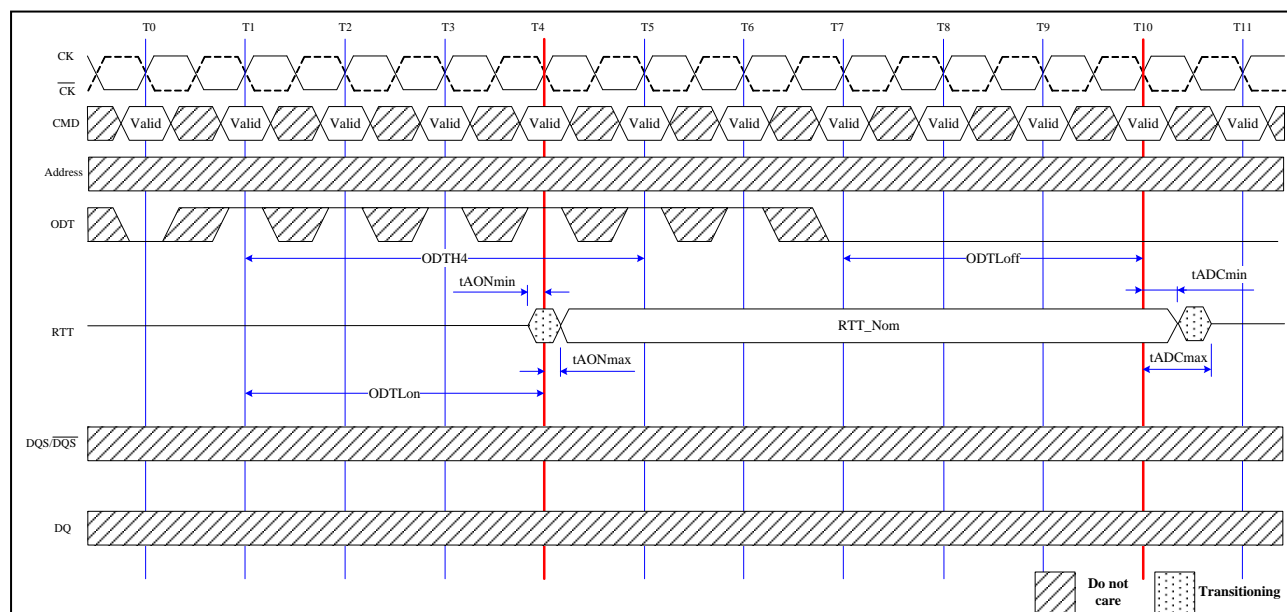 T0 T1 T2 T3 T4 T5 T6 T7 T8 T9 T10 T11
CK
CK
CMD Valid Valid Valid Valid Valid Valid Valid Valid Valid Valid Valid Valid
Address
ODT
ODTH4 ODTLoff
tAONmin tADCmin
RTT RTT_Nom
tAONmax tADCmax
ODTLon
DQS/DQS
DQ
Do not
care
Transitioning